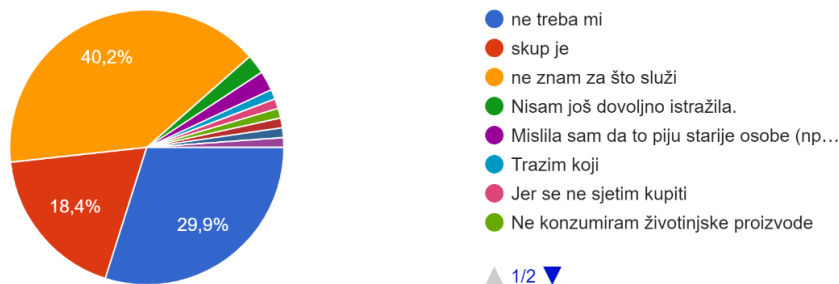 40,2%
18,4%
29,9%
ne treba mi
skup je
ne znam za što služi
Nisam još dovoljno istražila.
Mislila sam da to piju starije osobe (np…
Trazim koji
Jer se ne sjetim kupiti
Ne konzumiram životinjske proizvode
1/2